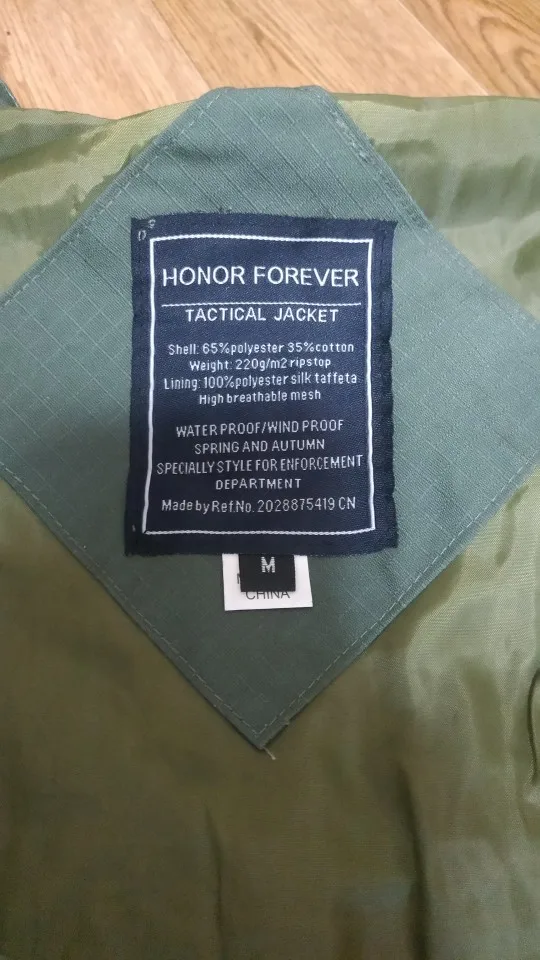 HONOR FOREVER
TACTICAL JACKET
Shell: 65%polyester 35%cotton
Weight: 220g/m2 ripstop
Lining: 100%polyester silk taffeta
High breathable mesh
WATER PROOF/WIND PROOF
SPRING AND AUTUMN
SPECIALLY STYLE FOR ENFORCEMENT
DEPARTMENT
Made by Ref.No. 2028875419 CN
M
CHINA